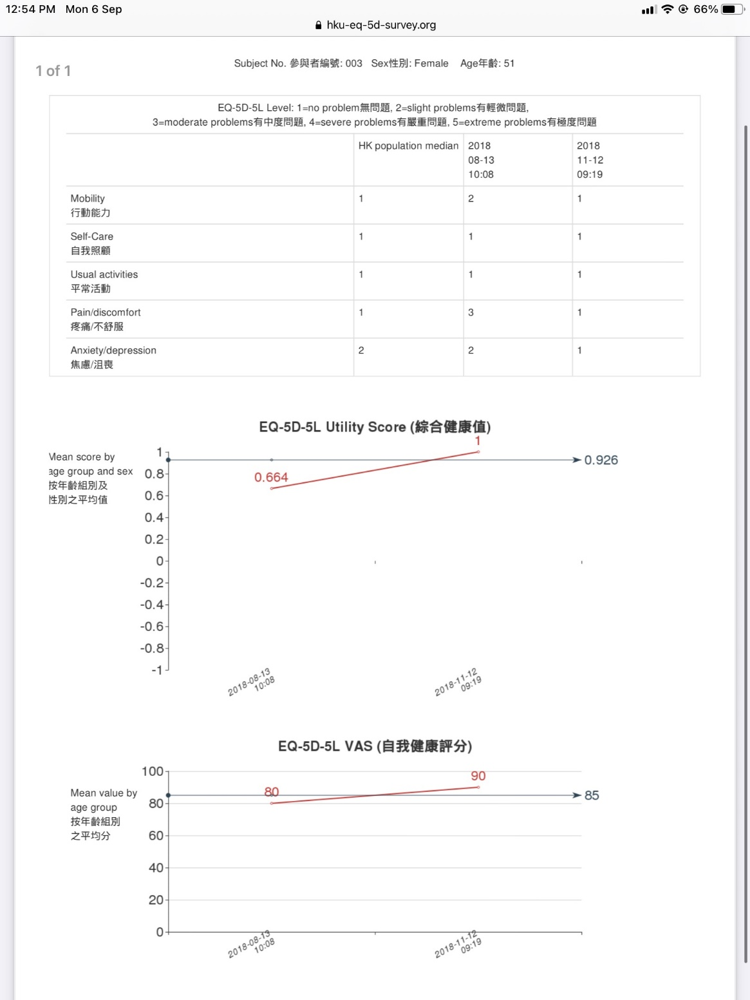 12:54 PM Mon 6 Sep 66%
hku-eq-5d-survey.org
1 of 1
Subject No. 參與者編號: 003 Sex性別: Female Age年齡: 51
EQ-5D-5L Level: 1=no problem無問題, 2=slight problems有輕微問題,
3=moderate problems有中度問題, 4=severe problems有嚴重問題, 5=extreme problems有極度問題
HK population median 2018 2018
08-13 11-12
10:08 09:19
Mobility 1 2 1
行動能力
Self-Care 1 1 1
自我照顧
Usual activities 1 1 1
平常活動
Pain/discomfort 1 3 1
疼痛/不舒服
Anxiety/depression 2 2 1
焦慮/沮喪
EQ-5D-5L Utility Score (綜合健康值)
Mean score by
age group and sex
按年齡組別及
性別之平均值
1
0.8
0.6
0.4
0.2
0
-0.2
-0.4
-0.6
-0.8
-1
0.664
1
0.926
2018-08-13
10:08
2018-11-12
09:19
EQ-5D-5L VAS (自我健康評分)
Mean value by
age group
按年齡組別
之平均分
100
80
60
40
20
0
80
90
85
2018-08-13
10:08
2018-11-12
09:19